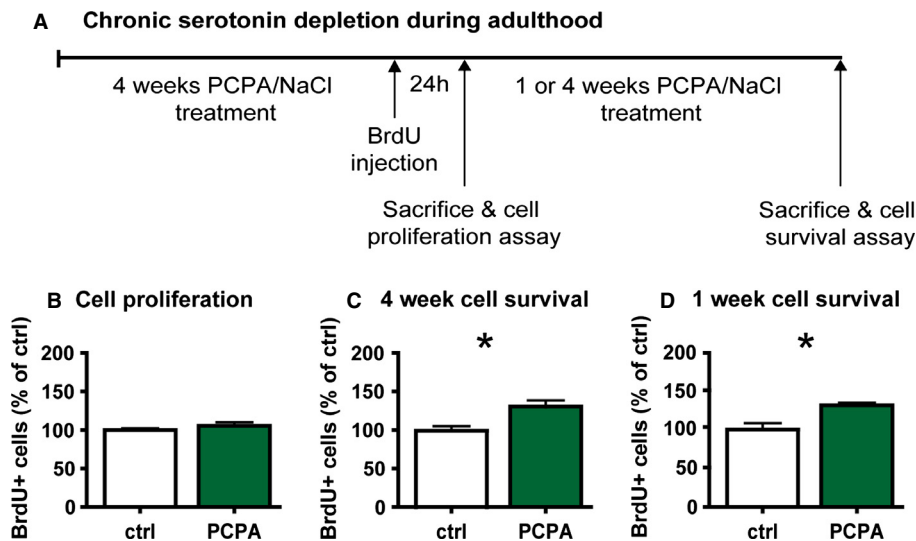 A Chronic serotonin depletion during adulthood
4 weeks PCPA/NaCl
treatment
24h
1 or 4 weeks PCPA/NaCl
treatment
BrdU
injection
Sacrifice & cell
proliferation assay
Sacrifice & cell
survival assay
B Cell proliferation
BrdU+ cells (% of ctrl)
200
150
100
50
0
ctrl PCPA
C 4 week cell survival
BrdU+ cells (% of ctrl)
200
150
100
50
0
*
ctrl PCPA
D 1 week cell survival
BrdU+ cells (% of ctrl)
200
150
100
50
0
*
ctrl PCPA